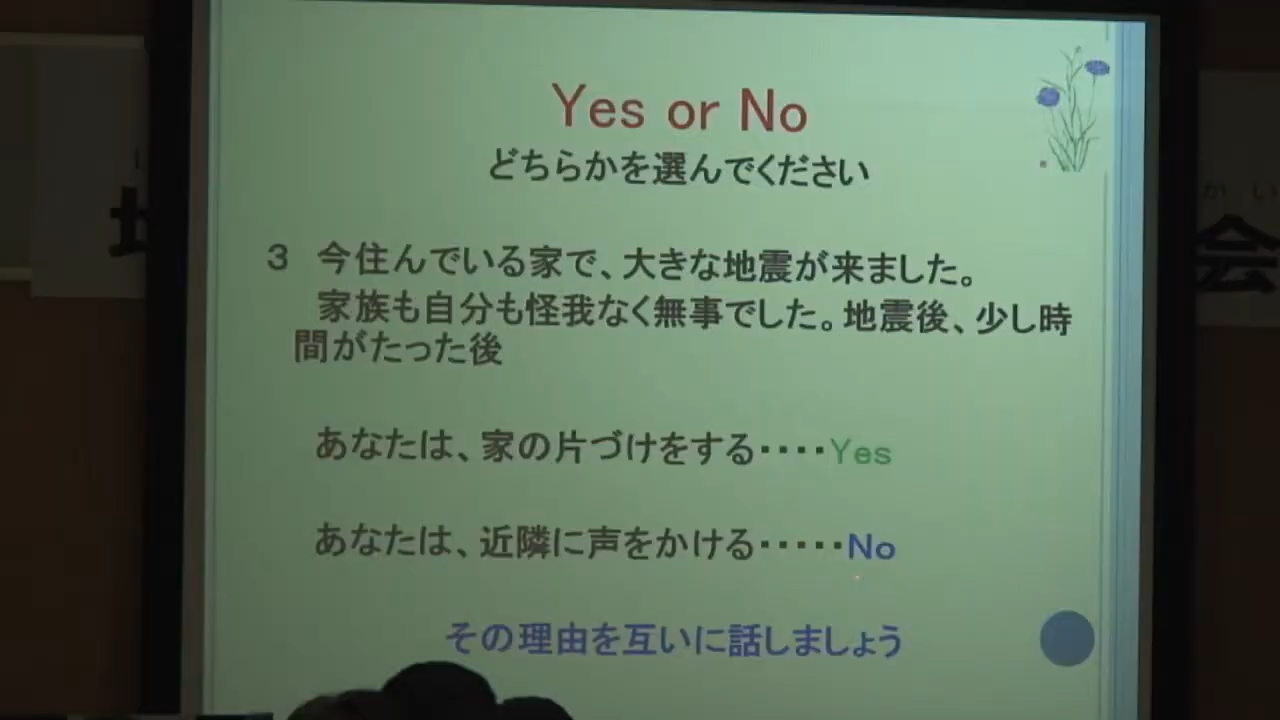 Yes or No
どちらかを選んでください
3 今住んでいる家で、大きな地震が来ました。
家族も自分も怪我なく無事でした。地震後、少し時
間がたった後
あなたは、家の片づけをする・・・・Yes
あなたは、近隣に声をかける・・・・・No
その理由を互いに話しましょう
かい
会